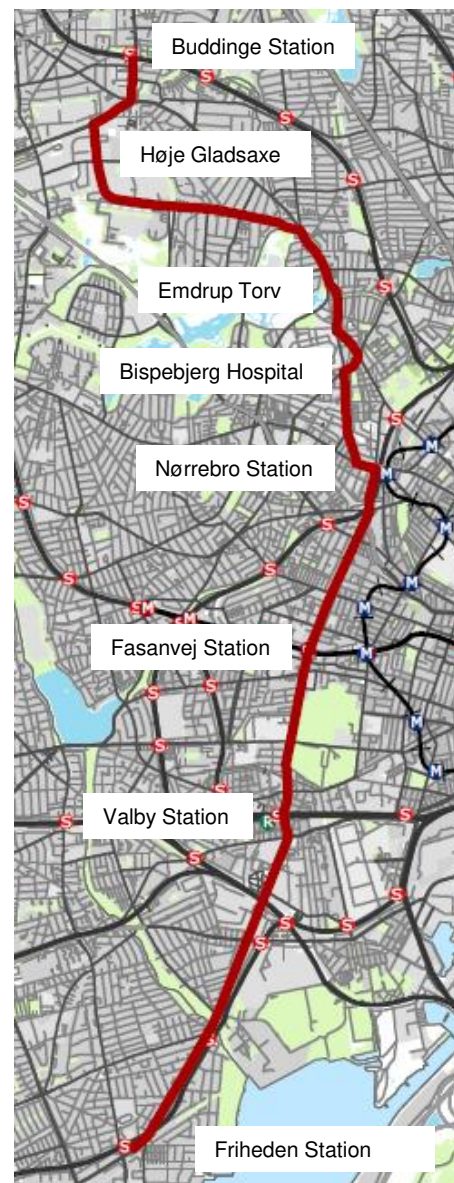 Buddinge Station
S
S
S
Høje Gladsaxe
S
Emdrup Torv
S
Bispebjerg Hospital
S
M
Nørrebro Station
M
S
S
M
S
S
M
S
M
M
M
Fasanvej Station
M
S
S
M
S
M
S
Valby Station
S
R
S
S
S
S
S
S
S
S
S
Friheden Station